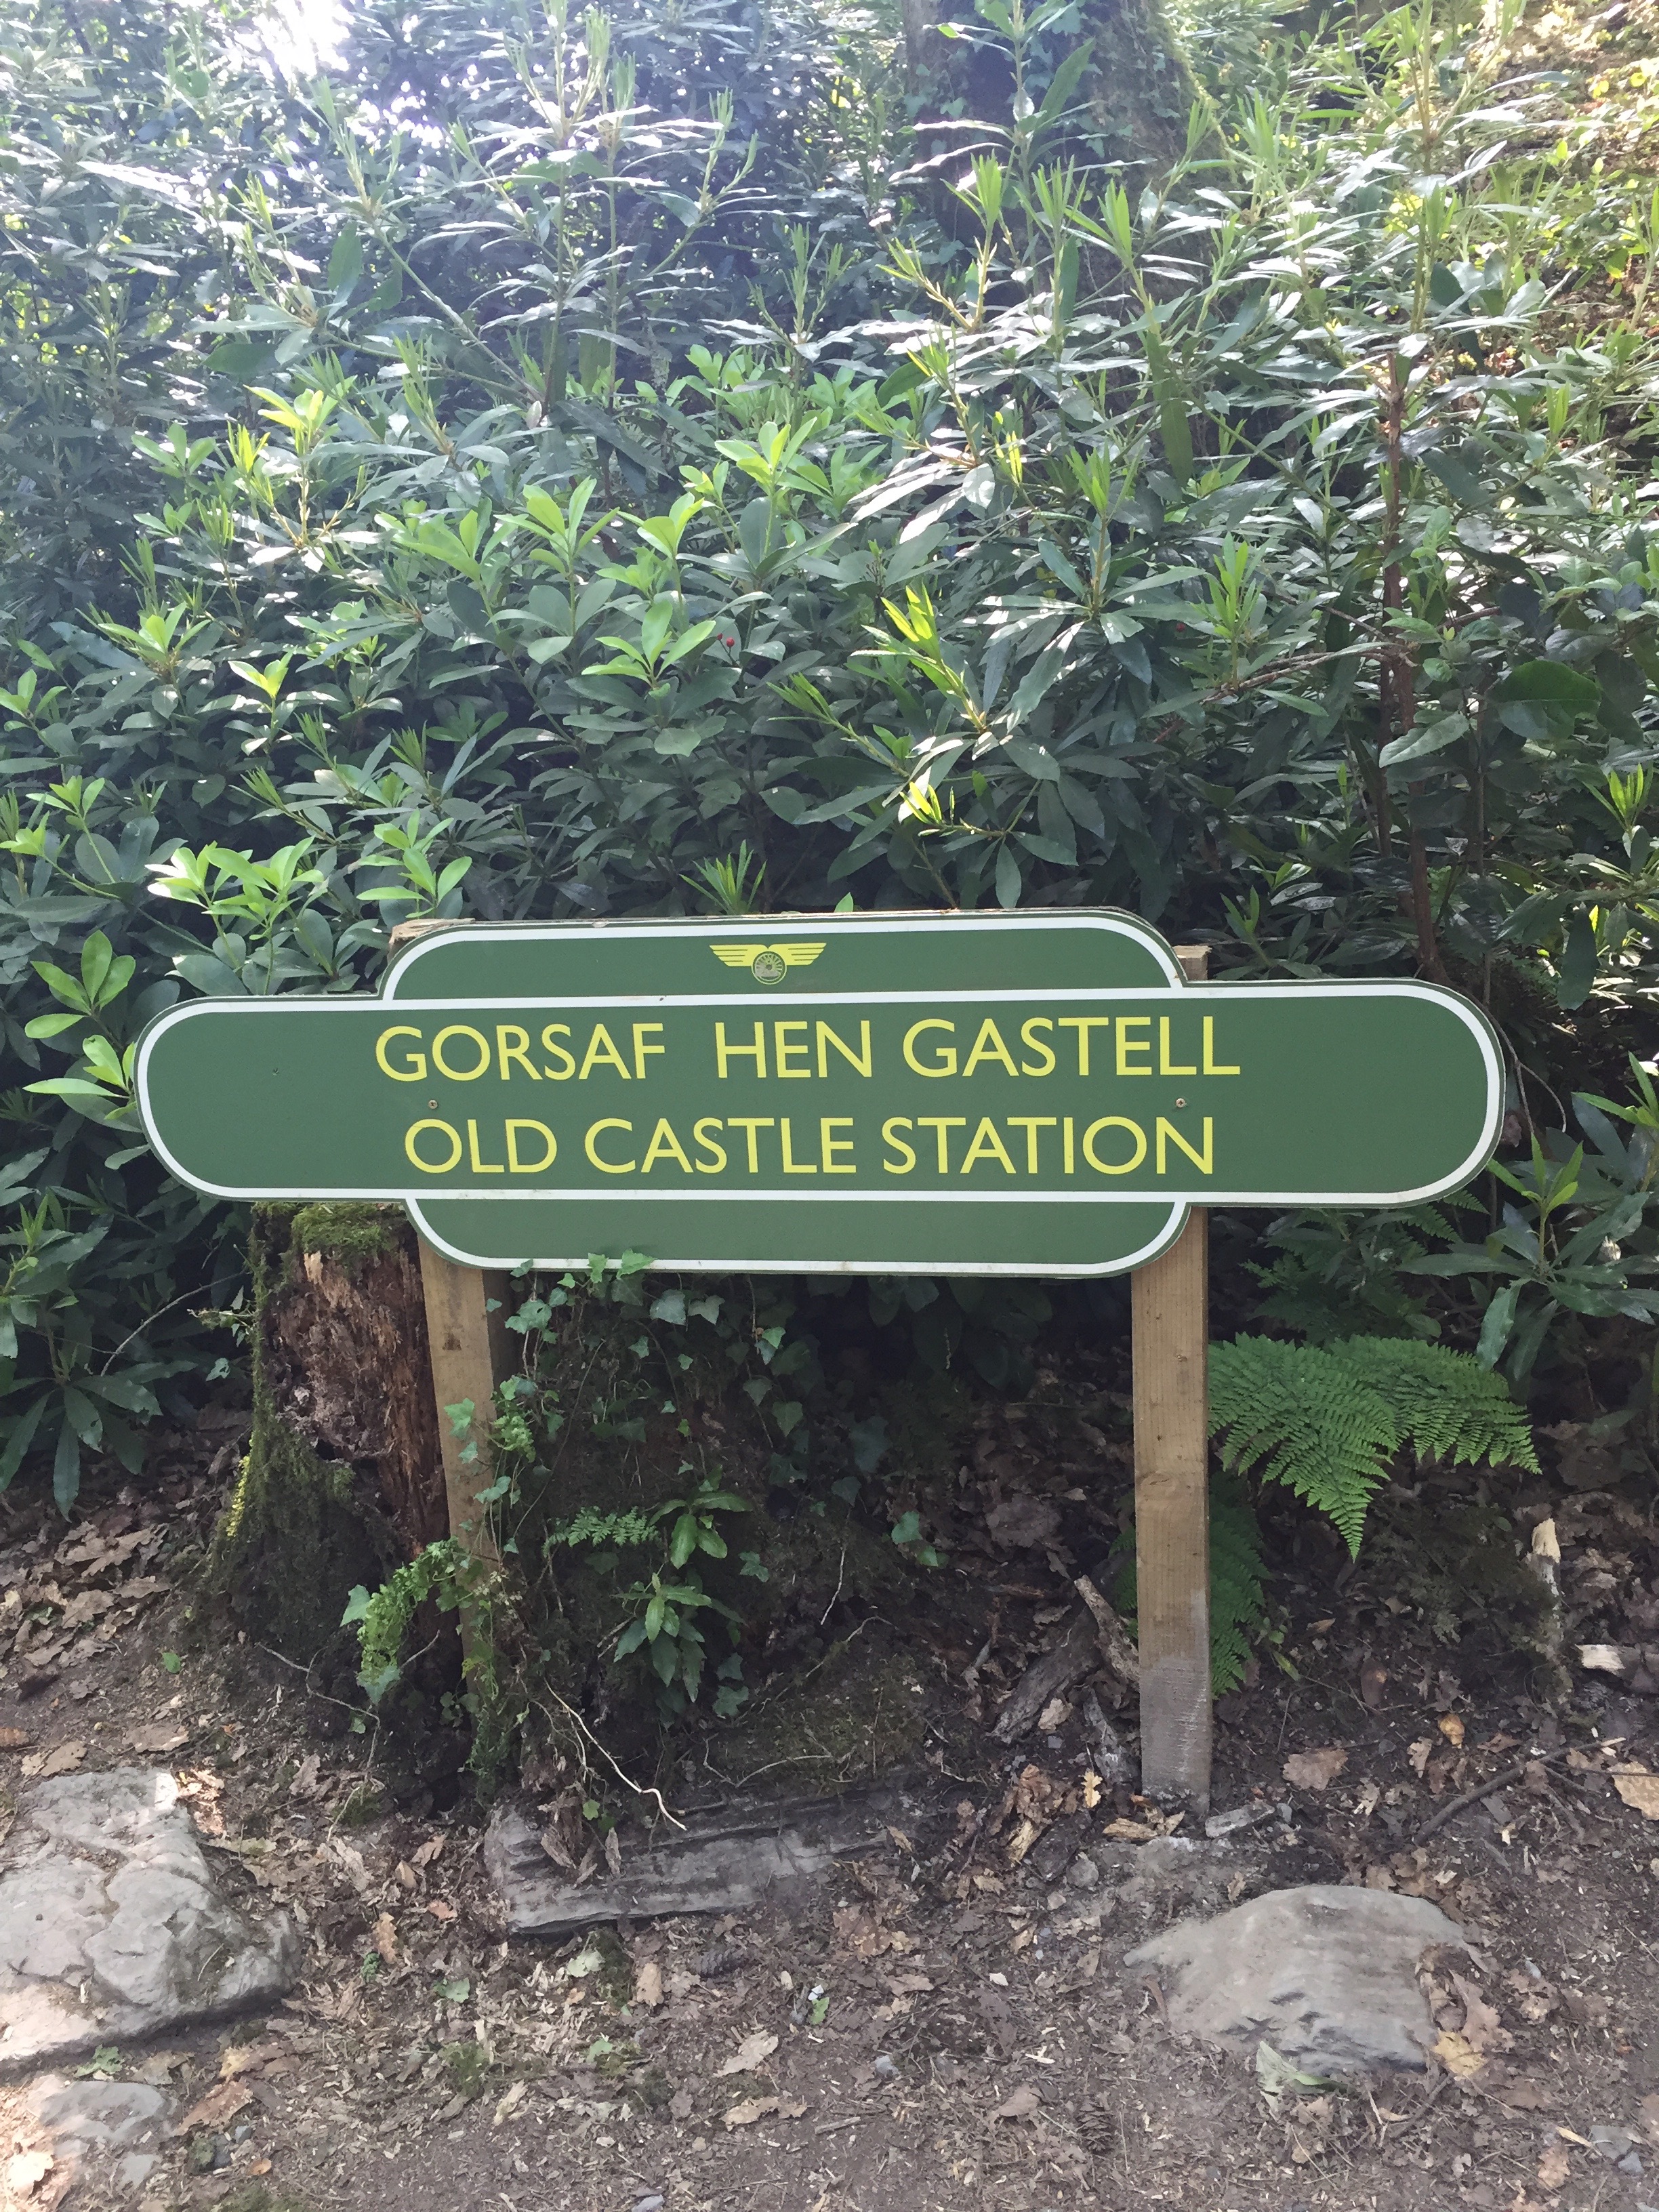 GORSAF HEN GASTELL
OLD CASTLE STATION